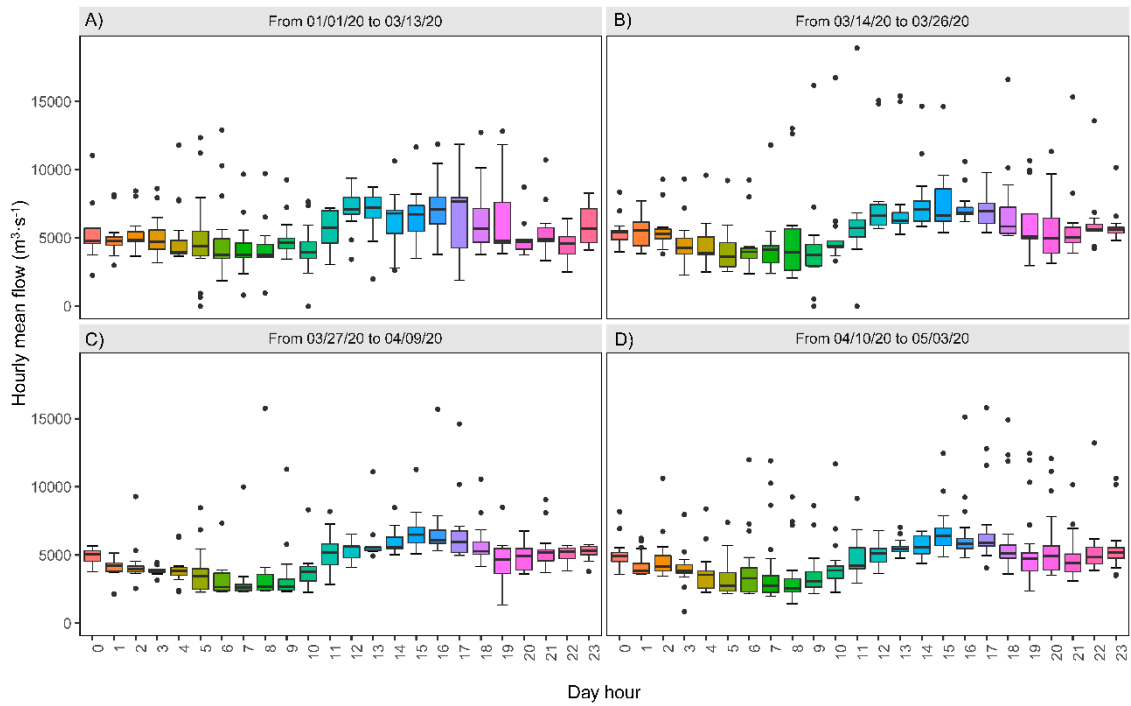 A) From 01/01/20 to 03/13/20
B) From 03/14/20 to 03/26/20
15000
10000
5000
0
C) From 03/27/20 to 04/09/20
D) From 04/10/20 to 05/03/20
15000
10000
5000
0
Hourly mean flow (m³·s⁻¹)
0 1 2 3 4 5 6 7 8 9 10 11 12 13 14 15 16 17 18 19 20 21 22 23
0 1 2 3 4 5 6 7 8 9 10 11 12 13 14 15 16 17 18 19 20 21 22 23
Day hour